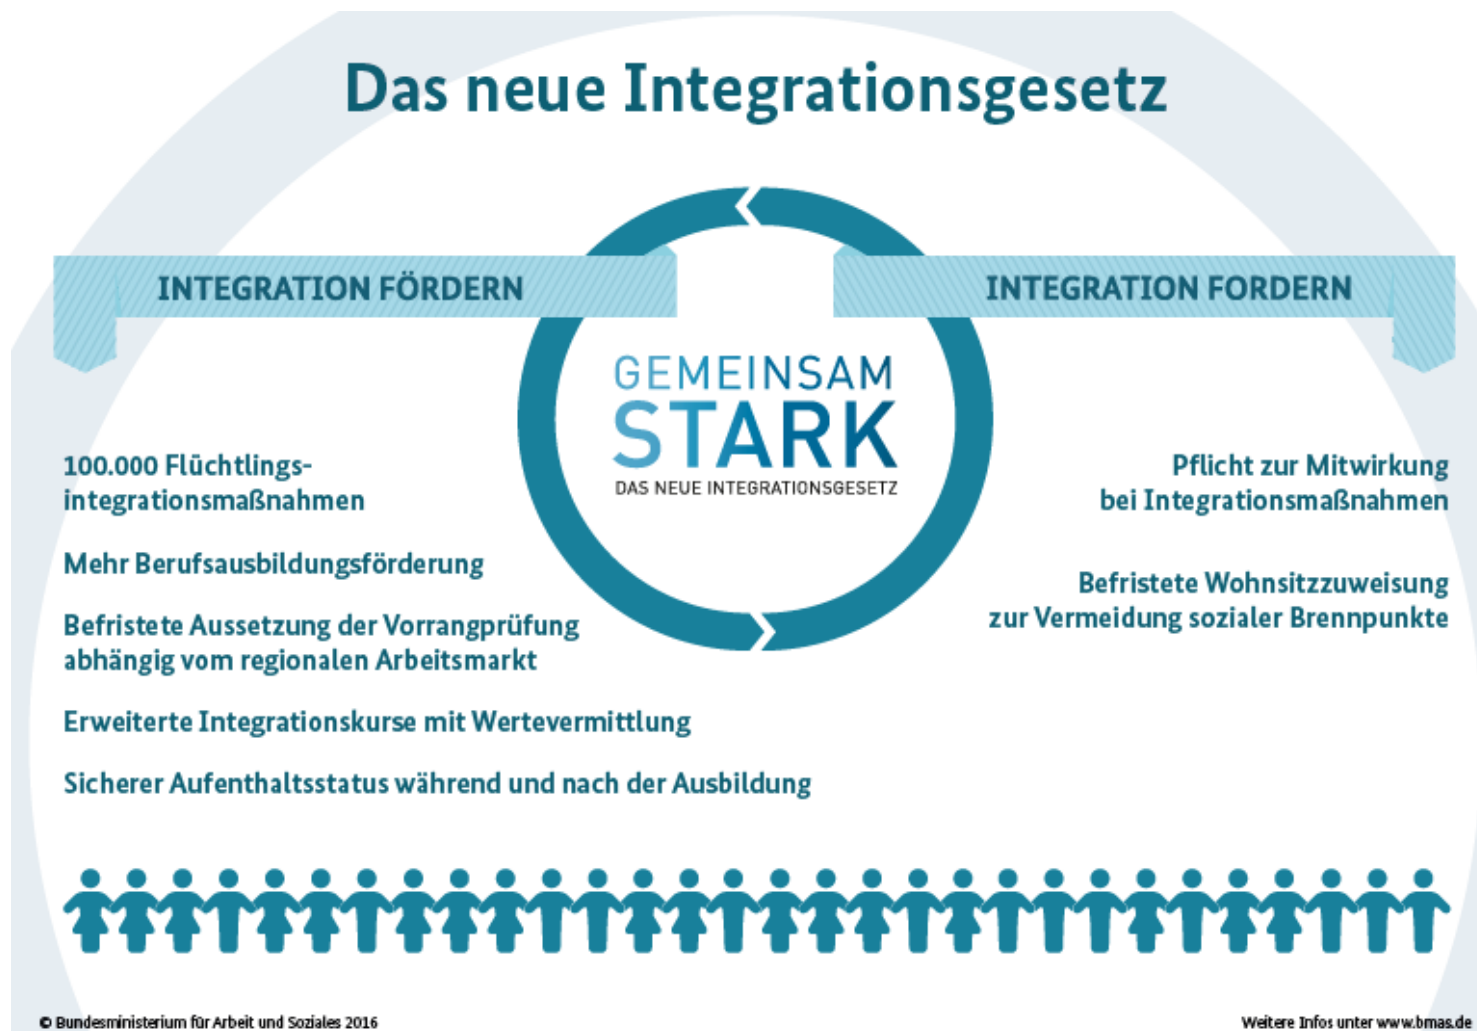 Das neue Integrationsgesetz
INTEGRATION FÖRDERN
INTEGRATION FORDERN
GEMEINSAM
STARK
DAS NEUE INTEGRATIONSGESETZ
100.000 Flüchtlings-
integrationsmaßnahmen
Mehr Berufsausbildungsförderung
Befristete Aussetzung der Vorrangprüfung
abhängig vom regionalen Arbeitsmarkt
Erweiterte Integrationskurse mit Wertevermittlung
Sicherer Aufenthaltsstatus während und nach der Ausbildung
Pflicht zur Mitwirkung
bei Integrationsmaßnahmen
Befristete Wohnsitzzuweisung
zur Vermeidung sozialer Brennpunkte
© Bundesministerium für Arbeit und Soziales 2016
Weitere Infos unter www.bmas.de